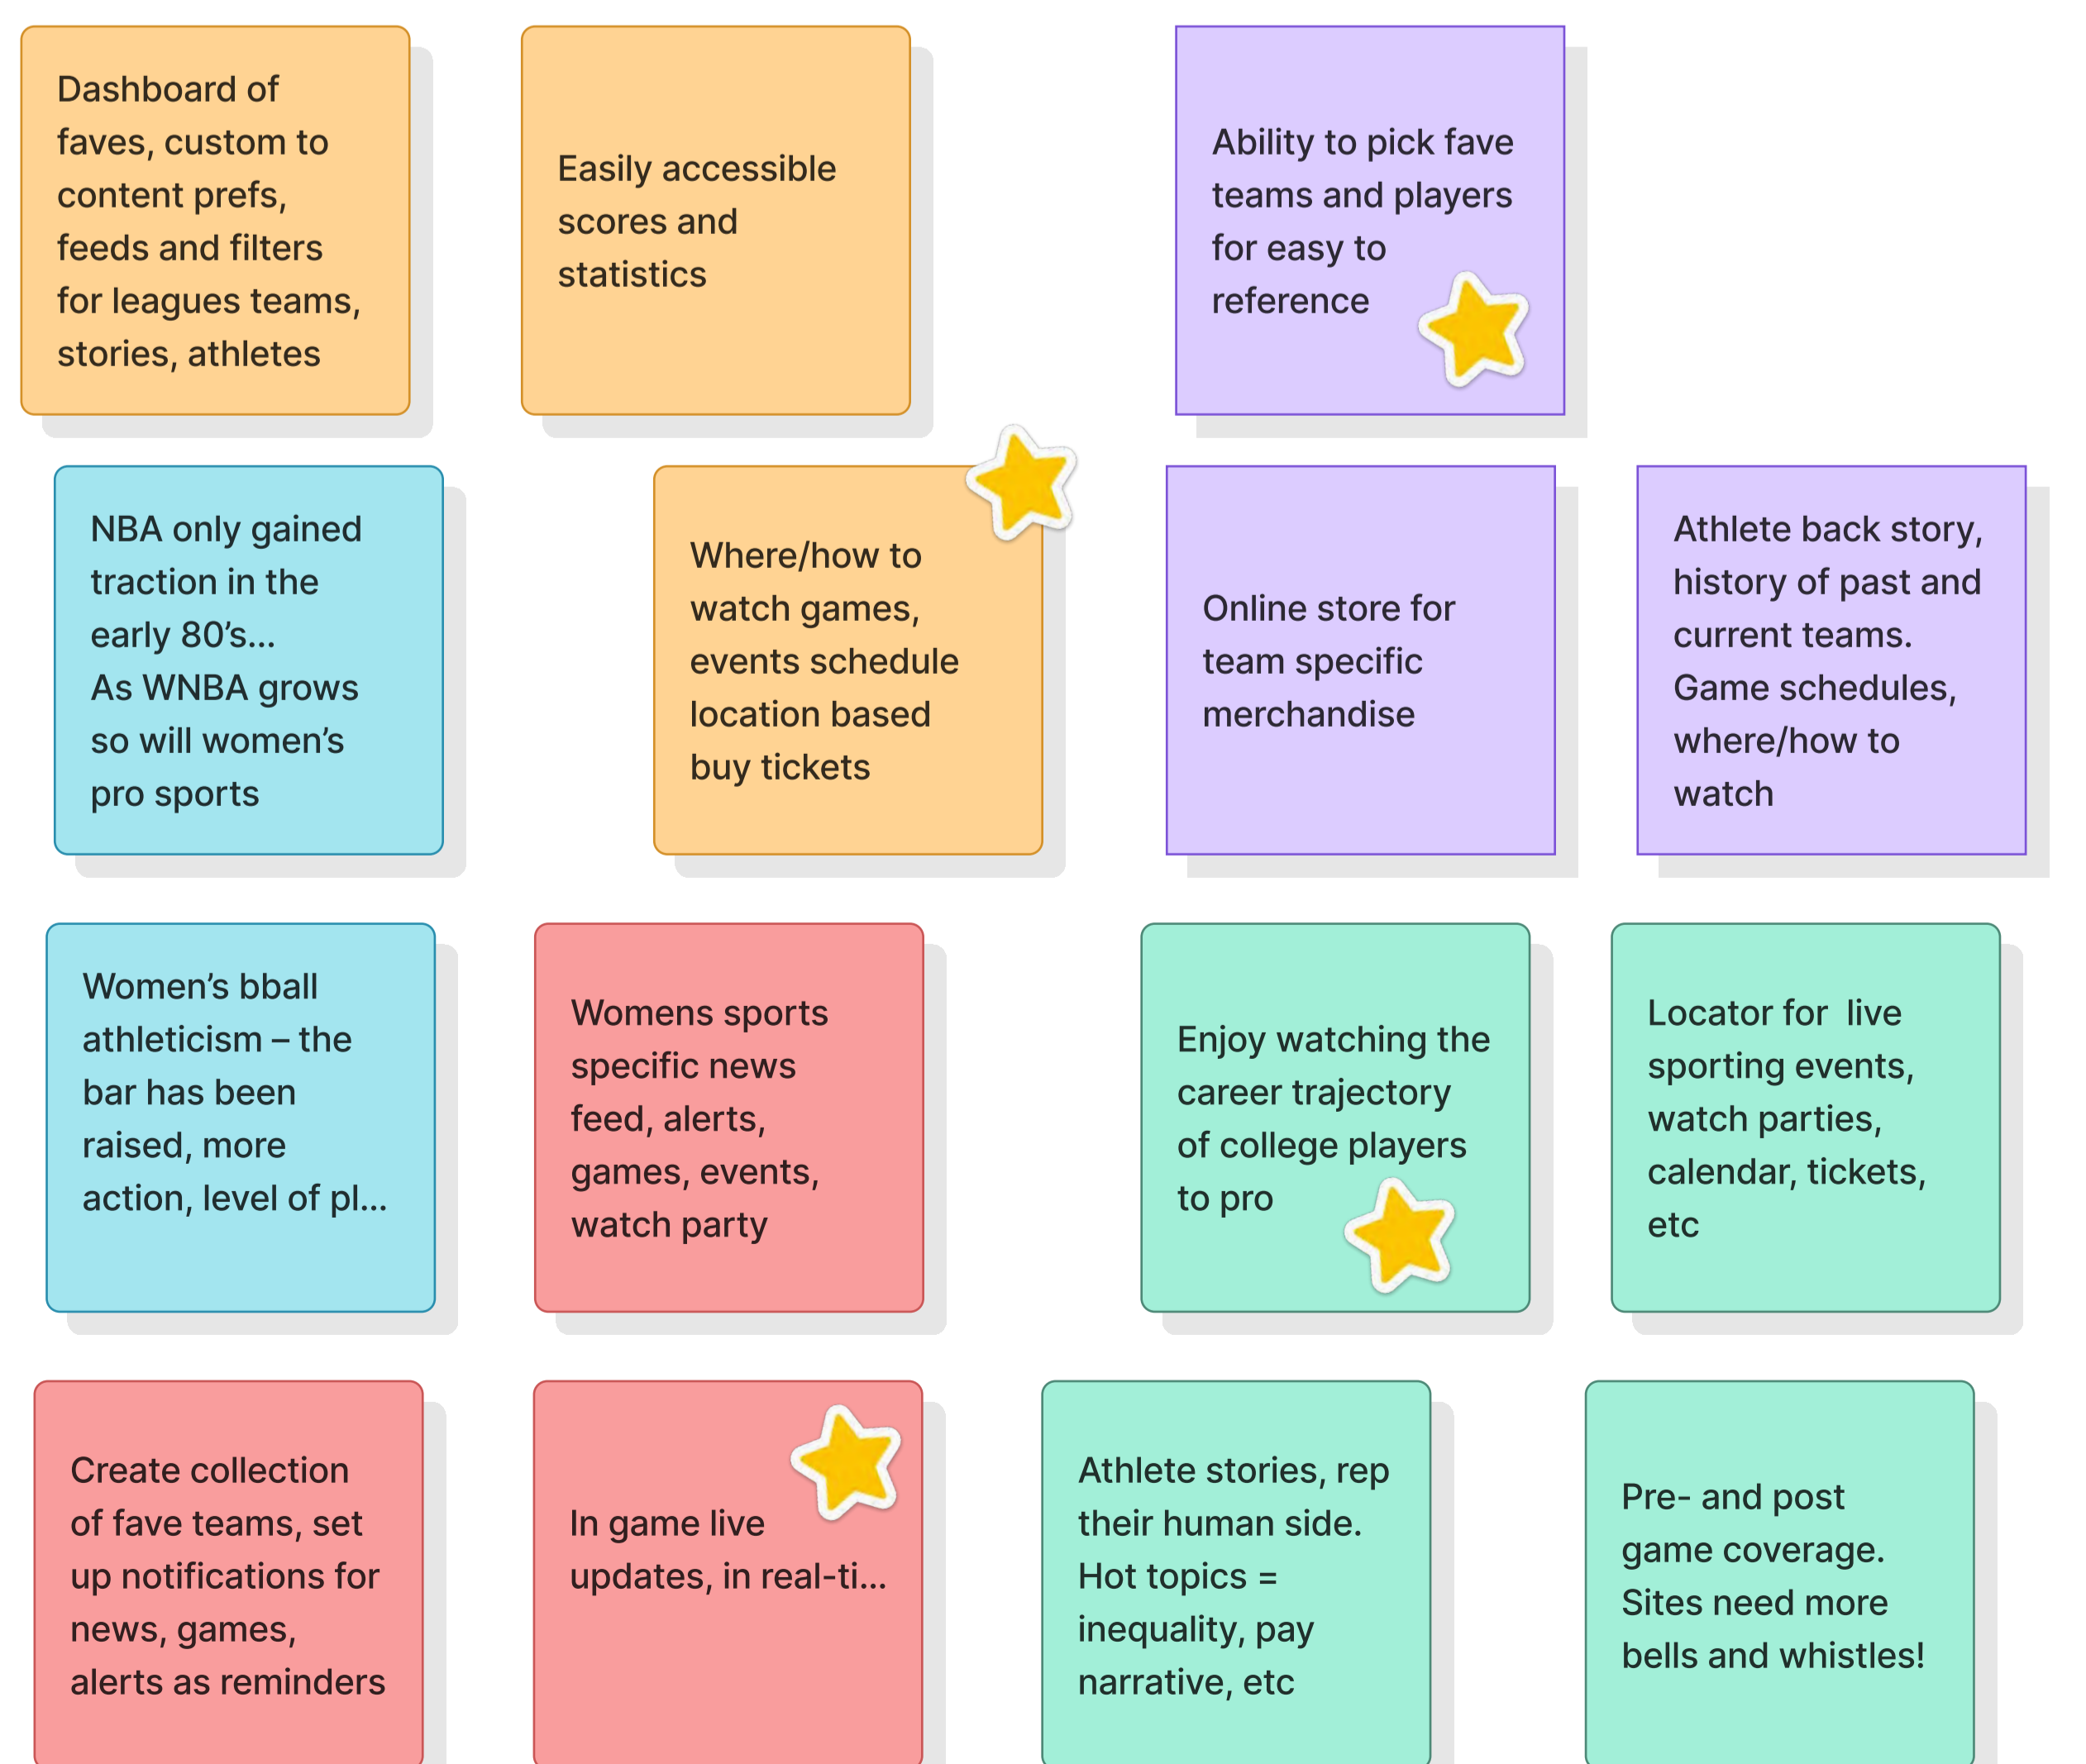 Dashboard of
faves, custom to
content prefs,
feeds and filters
for leagues teams,
stories, athletes
Easily accessible
scores and
statistics
Ability to pick fave
teams and players
for easy to
reference
NBA only gained
traction in the
early 80’s...
As WNBA grows
so will women’s
pro sports
Where/how to
watch games,
events schedule
location based
buy tickets
Online store for
team specific
merchandise
Athlete back story,
history of past and
current teams.
Game schedules,
where/how to
watch
Women’s bball
athleticism – the
bar has been
raised, more
action, level of pl...
Womens sports
specific news
feed, alerts,
games, events,
watch party
Enjoy watching the
career trajectory
of college players
to pro
Locator for  live
sporting events,
watch parties,
calendar, tickets,
etc
Create collection
of fave teams, set
up notifications for
news, games,
alerts as reminders
In game live
updates, in real-ti...
Athlete stories, rep
their human side.
Hot topics =
inequality, pay
narrative, etc
Pre- and post
game coverage.
Sites need more
bells and whistles!